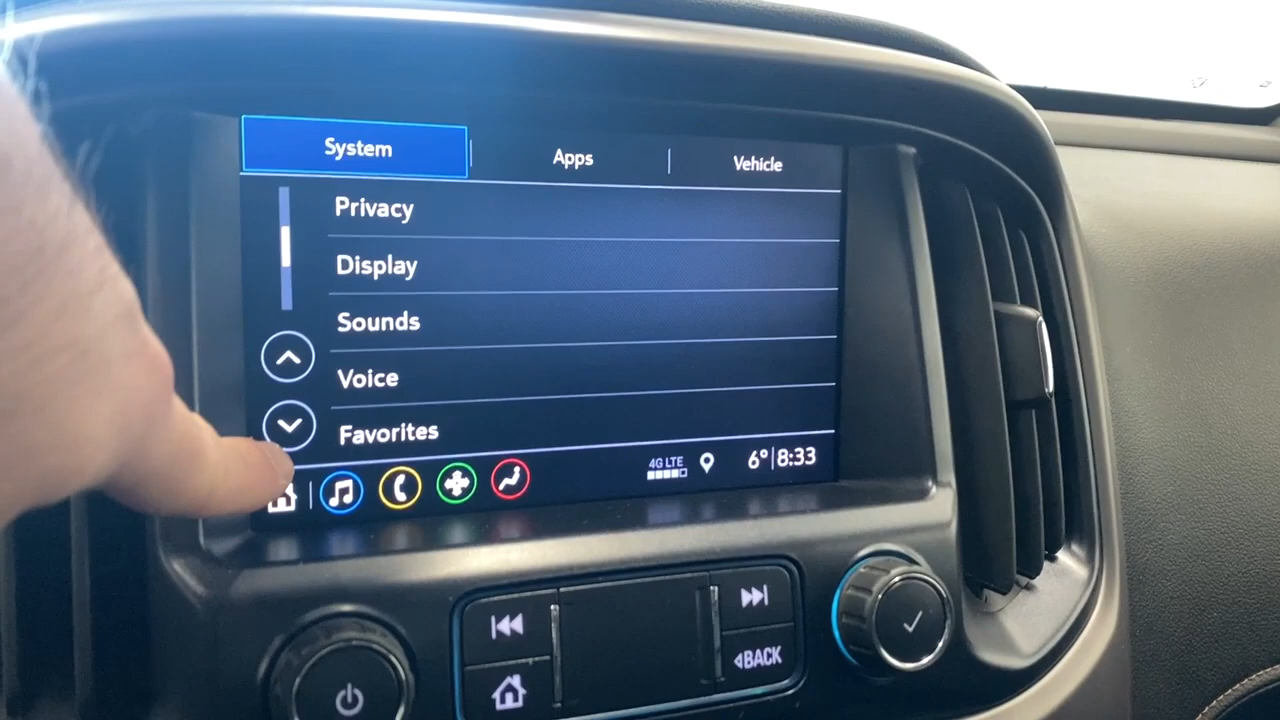 System Apps Vehicle
Privacy
Display
Sounds
Voice
Favorites
4G LTE 6° 8:33
BACK